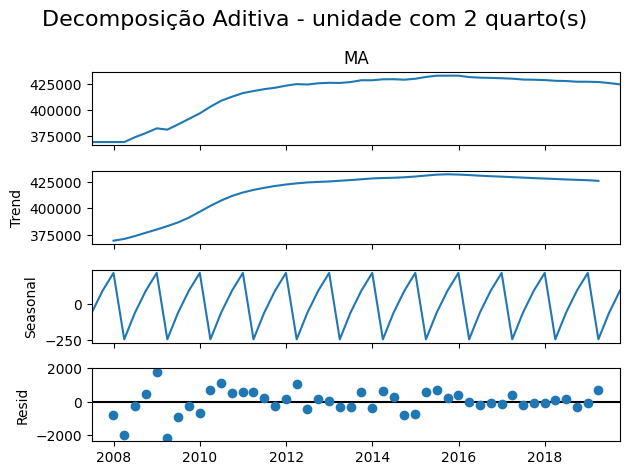 Decomposição Aditiva - unidade com 2 quarto(s)
MA
425000
400000
375000
Trend
425000
400000
375000
Seasonal
0
−250
Resid
2000
0
−2000
2008 2010 2012 2014 2016 2018